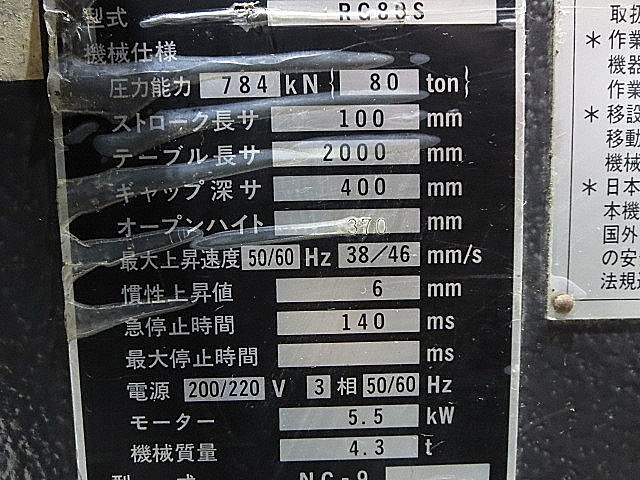 型式 RG80S
機械仕様
圧力能力 784 kN { 80 ton}
ストローク長サ 100 mm
テーブル長サ 2000 mm
ギャップ深サ 400 mm
オープンハイト 370 mm
最大上昇速度 50/60 Hz 38/46 mm/s
慣性上昇値 6 mm
急停止時間 140 ms
最大停止時間 ms
電源 200/220 V 3 相 50/60 Hz
モーター 5.5 kW
機械質量 4.3 t
型式 NC-9
取扱
＊作業
機器
作業
＊移設
移動
機械
＊日本
本機
国外
の安
法規